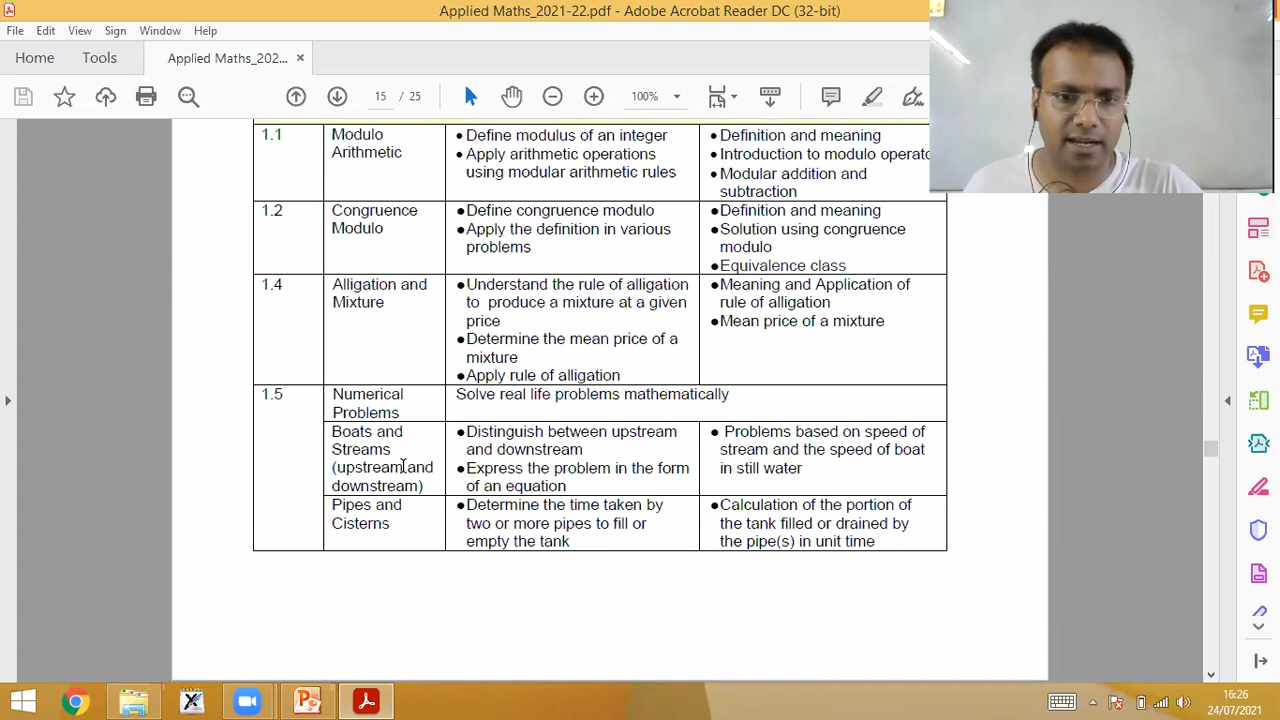 Applied Maths_2021-22.pdf - Adobe Acrobat Reader DC (32-bit)
File Edit View Sign Window Help
Home Tools Applied Maths_202... ×
15 / 25 100%
1.1 Modulo Arithmetic
• Define modulus of an integer
• Apply arithmetic operations
using modular arithmetic rules
• Definition and meaning
• Introduction to modulo operato
• Modular addition and
subtraction
1.2 Congruence Modulo
• Define congruence modulo
• Apply the definition in various
problems
• Definition and meaning
• Solution using congruence
modulo
• Equivalence class
1.4 Alligation and Mixture
• Understand the rule of alligation
to produce a mixture at a given
price
• Determine the mean price of a
mixture
• Apply rule of alligation
• Meaning and Application of
rule of alligation
• Mean price of a mixture
1.5 Numerical Problems
Solve real life problems mathematically
Boats and
Streams
(upstream and
downstream)
• Distinguish between upstream
and downstream
• Express the problem in the form
of an equation
• Problems based on speed of
stream and the speed of boat
in still water
Pipes and
Cisterns
• Determine the time taken by
two or more pipes to fill or
empty the tank
• Calculation of the portion of
the tank filled or drained by
the pipe(s) in unit time
16:26
24/07/2021